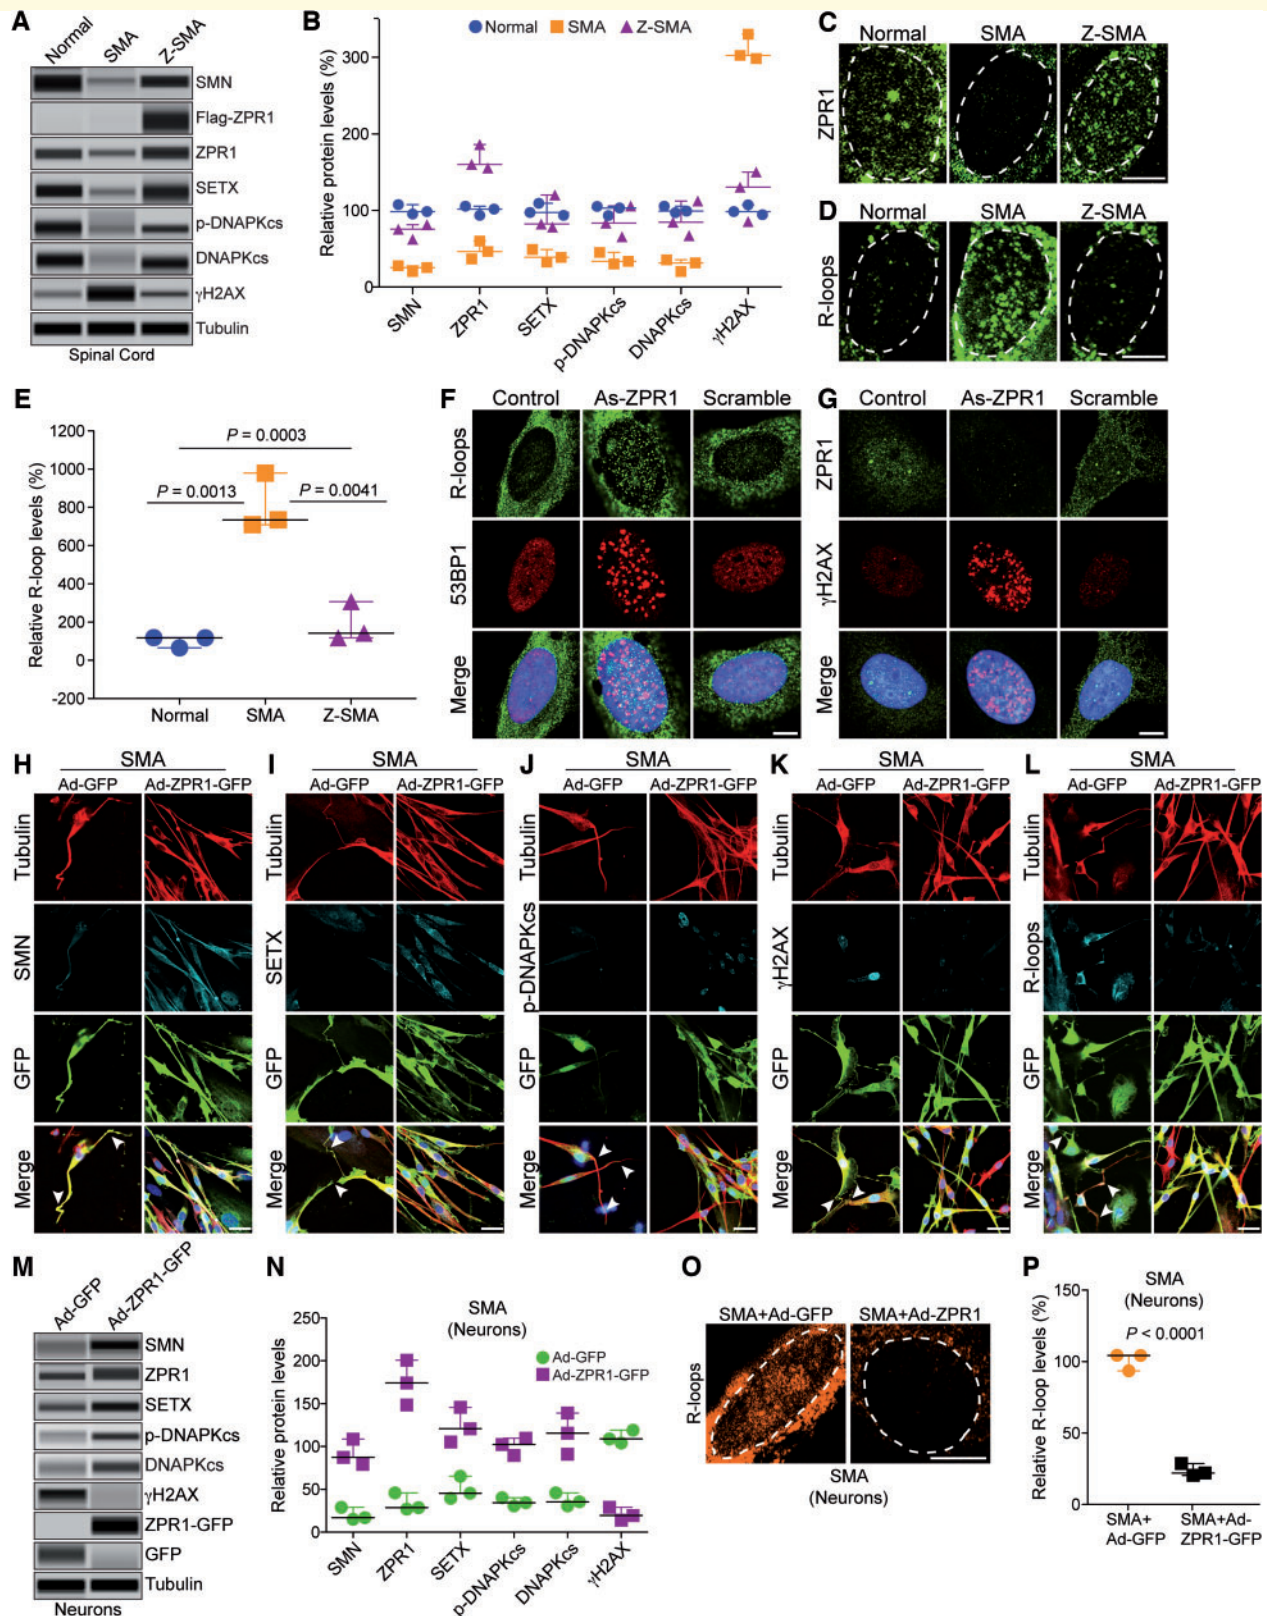 A
Normal
SMA
Z-SMA
SMN
Flag-ZPR1
ZPR1
SETX
p-DNAPKcs
DNAPKcs
γH2AX
Tubulin
Spinal Cord
B
Normal SMA Z-SMA
Relative protein levels (%)
300
200
100
0
SMN
ZPR1
SETX
p-DNAPKcs
DNAPKcs
γH2AX
C
Normal SMA Z-SMA
ZPR1
D
Normal SMA Z-SMA
R-loops
E
Relative R-loop levels (%)
1200
1000
800
600
400
200
0
-200
P = 0.0003
P = 0.0013
P = 0.0041
Normal SMA Z-SMA
F
Control As-ZPR1 Scramble
R-loops
53BP1
Merge
G
Control As-ZPR1 Scramble
ZPR1
γH2AX
Merge
H
SMA
Ad-GFP Ad-ZPR1-GFP
Tubulin
SMN
GFP
Merge
I
SMA
Ad-GFP Ad-ZPR1-GFP
Tubulin
SETX
GFP
Merge
J
SMA
Ad-GFP Ad-ZPR1-GFP
Tubulin
p-DNAPKcs
GFP
Merge
K
SMA
Ad-GFP Ad-ZPR1-GFP
Tubulin
γH2AX
GFP
Merge
L
SMA
Ad-GFP Ad-ZPR1-GFP
Tubulin
R-loops
GFP
Merge
M
Ad-GFP
Ad-ZPR1-GFP
SMN
ZPR1
SETX
p-DNAPKcs
DNAPKcs
γH2AX
ZPR1-GFP
GFP
Tubulin
Neurons
N
SMA
(Neurons)
Ad-GFP
Ad-ZPR1-GFP
Relative protein levels
250
200
150
100
50
0
SMN
ZPR1
SETX
p-DNAPKcs
DNAPKcs
γH2AX
O
SMA+Ad-GFP SMA+Ad-ZPR1
R-loops
SMA
(Neurons)
P
SMA
(Neurons)
P < 0.0001
Relative R-loop levels (%)
150
100
50
0
SMA+
Ad-GFP
SMA+Ad-
ZPR1-GFP